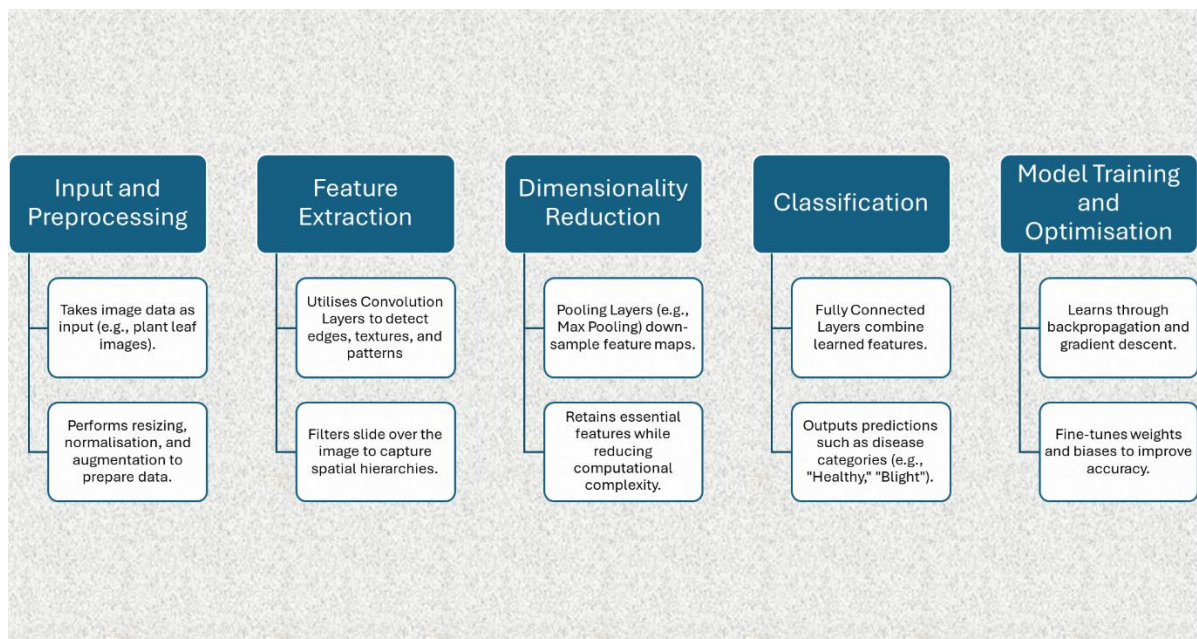 Input and
Preprocessing
Takes image data as
input (e.g., plant leaf
images).
Performs resizing,
normalisation, and
augmentation to
prepare data.
Feature
Extraction
Utilises Convolution
Layers to detect
edges, textures, and
patterns
Filters slide over the
image to capture
spatial hierarchies.
Dimensionality
Reduction
Pooling Layers (e.g.,
Max Pooling) down-
sample feature maps.
Retains essential
features while
reducing
computational
complexity.
Classification
Fully Connected
Layers combine
learned features.
Outputs predictions
such as disease
categories (e.g.,
"Healthy," "Blight").
Model Training
and
Optimisation
Learns through
backpropagation and
gradient descent.
Fine-tunes weights
and biases to improve
accuracy.